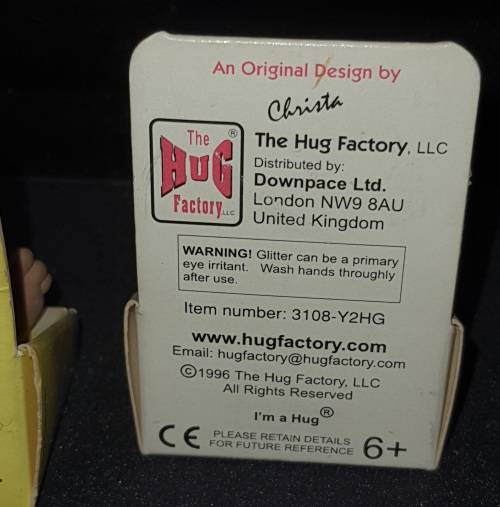 An Original Design by
Christa
The ®
HUG
Factory LLC
The Hug Factory, LLC
Distributed by:
Downpace Ltd.
London NW9 8AU
United Kingdom
WARNING! Glitter can be a primary
eye irritant. Wash hands throughly
after use.
Item number: 3108-Y2HG
www.hugfactory.com
Email: hugfactory@hugfactory.com
©1996 The Hug Factory, LLC
All Rights Reserved
I'm a Hug®
CE PLEASE RETAIN DETAILS
FOR FUTURE REFERENCE 6+